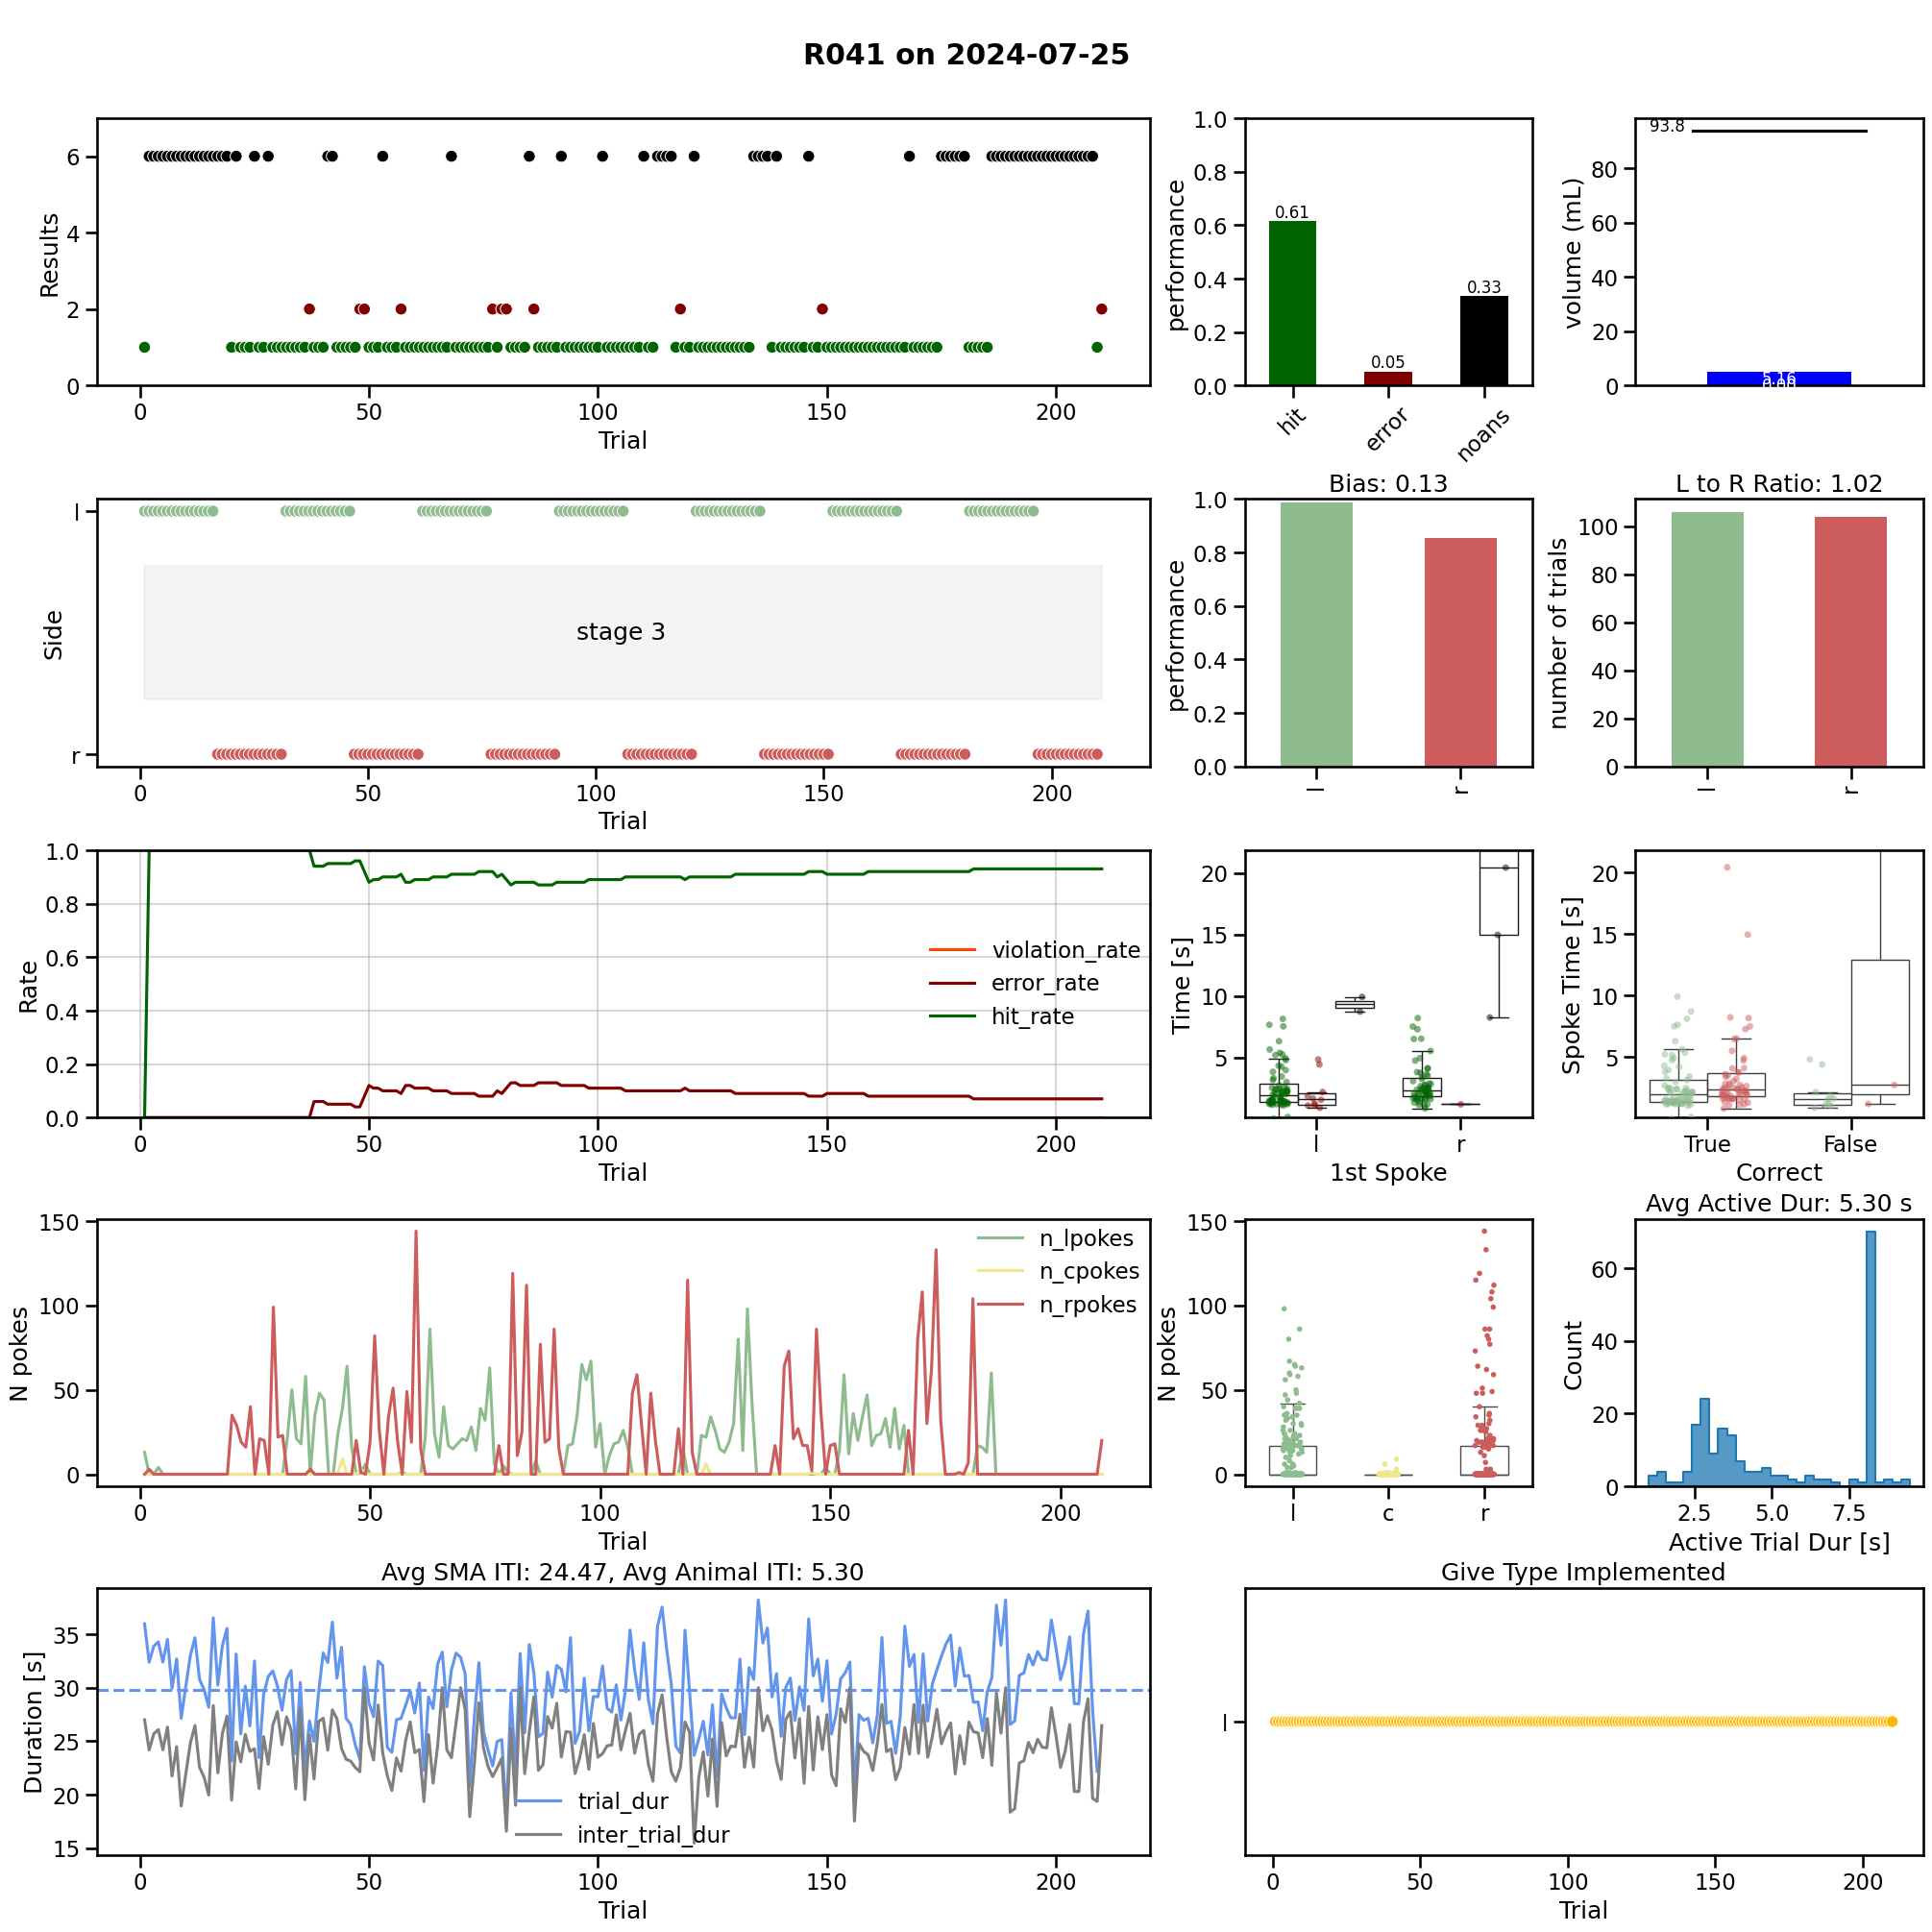 R041 on 2024-07-25
Results
6
4
2
0
0
50
100
150
200
Trial
performance
1.0
0.8
0.6
0.4
0.2
0.0
0.61
0.05
0.33
hit
error
noans
volume (mL)
80
60
40
20
0
93.8
5.16
Side
l
r
stage 3
0
50
100
150
200
Trial
Bias: 0.13
performance
1.0
0.8
0.6
0.4
0.2
0.0
l
r
L to R Ratio: 1.02
number of trials
100
80
60
40
20
0
l
r
Rate
1.0
0.8
0.6
0.4
0.2
0.0
violation_rate
error_rate
hit_rate
0
50
100
150
200
Trial
Time [s]
20
15
10
5
l
r
1st Spoke
Spoke Time [s]
20
15
10
5
True
False
Correct
N pokes
150
100
50
0
n_lpokes
n_cpokes
n_rpokes
0
50
100
150
200
Trial
N pokes
150
100
50
0
l
c
r
Avg Active Dur: 5.30 s
Count
60
40
20
0
2.5
5.0
7.5
Active Trial Dur [s]
Avg SMA ITI: 24.47, Avg Animal ITI: 5.30
Duration [s]
35
30
25
20
15
trial_dur
inter_trial_dur
0
50
100
150
200
Trial
Give Type Implemented
l
0
50
100
150
200
Trial